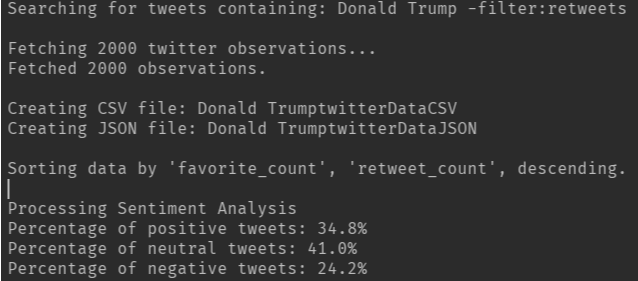 Searching for tweets containing: Donald Trump -filter:retweets
Fetching 2000 twitter observations...
Fetched 2000 observations.
Creating CSV file: Donald TrumptwitterDataCSV
Creating JSON file: Donald TrumptwitterDataJSON
Sorting data by 'favorite_count', 'retweet_count', descending.
Processing Sentiment Analysis
Percentage of positive tweets: 34.8%
Percentage of neutral tweets: 41.0%
Percentage of negative tweets: 24.2%